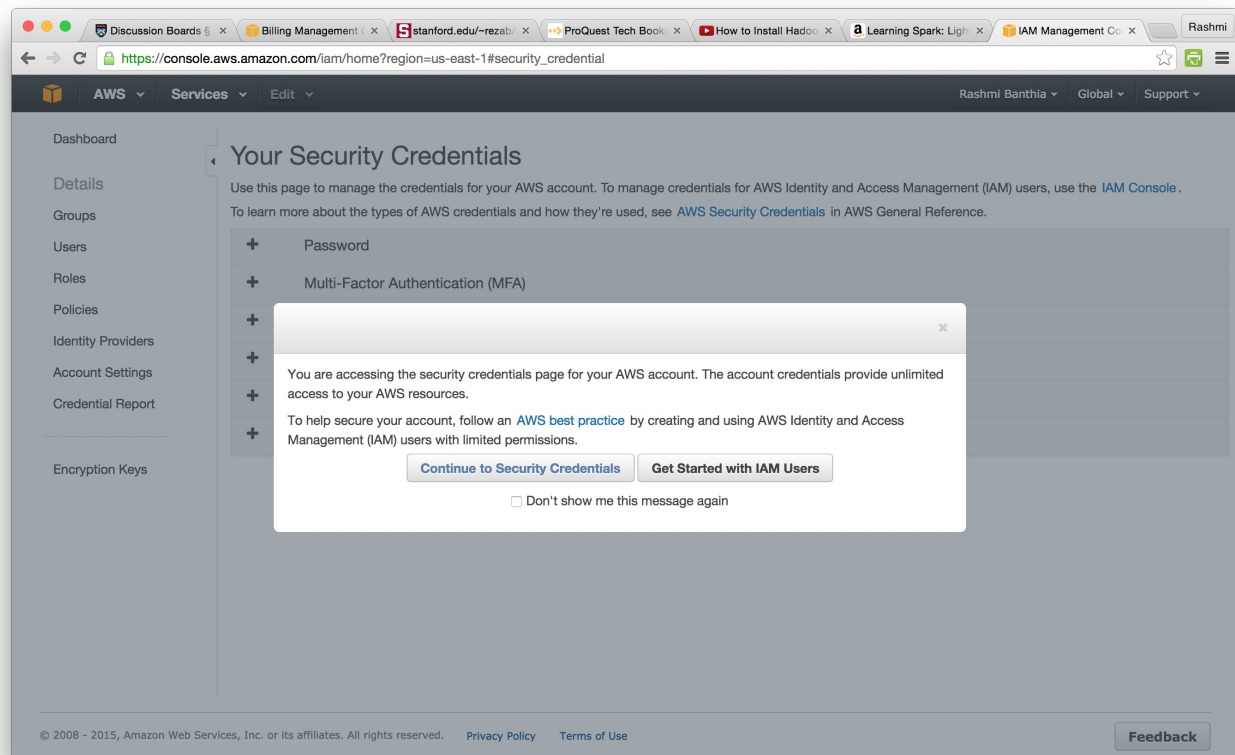 Discussion Boards §
Billing Management C
stanford.edu/~rezab/
ProQuest Tech Books
How to Install Hadoo
Learning Spark: Ligh
IAM Management Co
Rashmi
https://console.aws.amazon.com/iam/home?region=us-east-1#security_credential
AWS Services Edit Rashmi Banthia Global Support
Dashboard
Details
Groups
Users
Roles
Policies
Identity Providers
Account Settings
Credential Report
Encryption Keys
Your Security Credentials
Use this page to manage the credentials for your AWS account. To manage credentials for AWS Identity and Access Management (IAM) users, use the IAM Console.
To learn more about the types of AWS credentials and how they're used, see AWS Security Credentials in AWS General Reference.
Password
Multi-Factor Authentication (MFA)
You are accessing the security credentials page for your AWS account. The account credentials provide unlimited
access to your AWS resources.
To help secure your account, follow an AWS best practice by creating and using AWS Identity and Access
Management (IAM) users with limited permissions.
Continue to Security Credentials Get Started with IAM Users
Don't show me this message again
© 2008 - 2015, Amazon Web Services, Inc. or its affiliates. All rights reserved. Privacy Policy Terms of Use Feedback